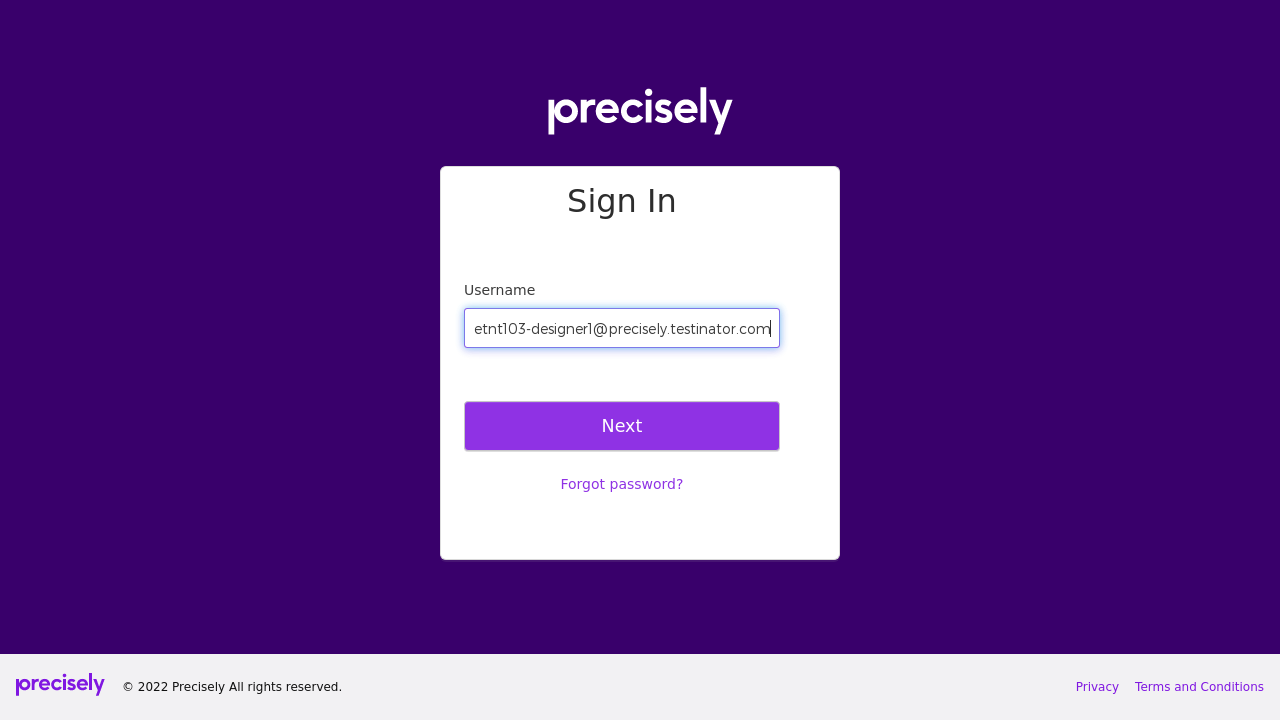 precisely
Sign In
Username
etnt103-designer1@precisely.testinator.com
Next
Forgot password?
precisely
© 2022 Precisely All rights reserved.
Privacy
Terms and Conditions